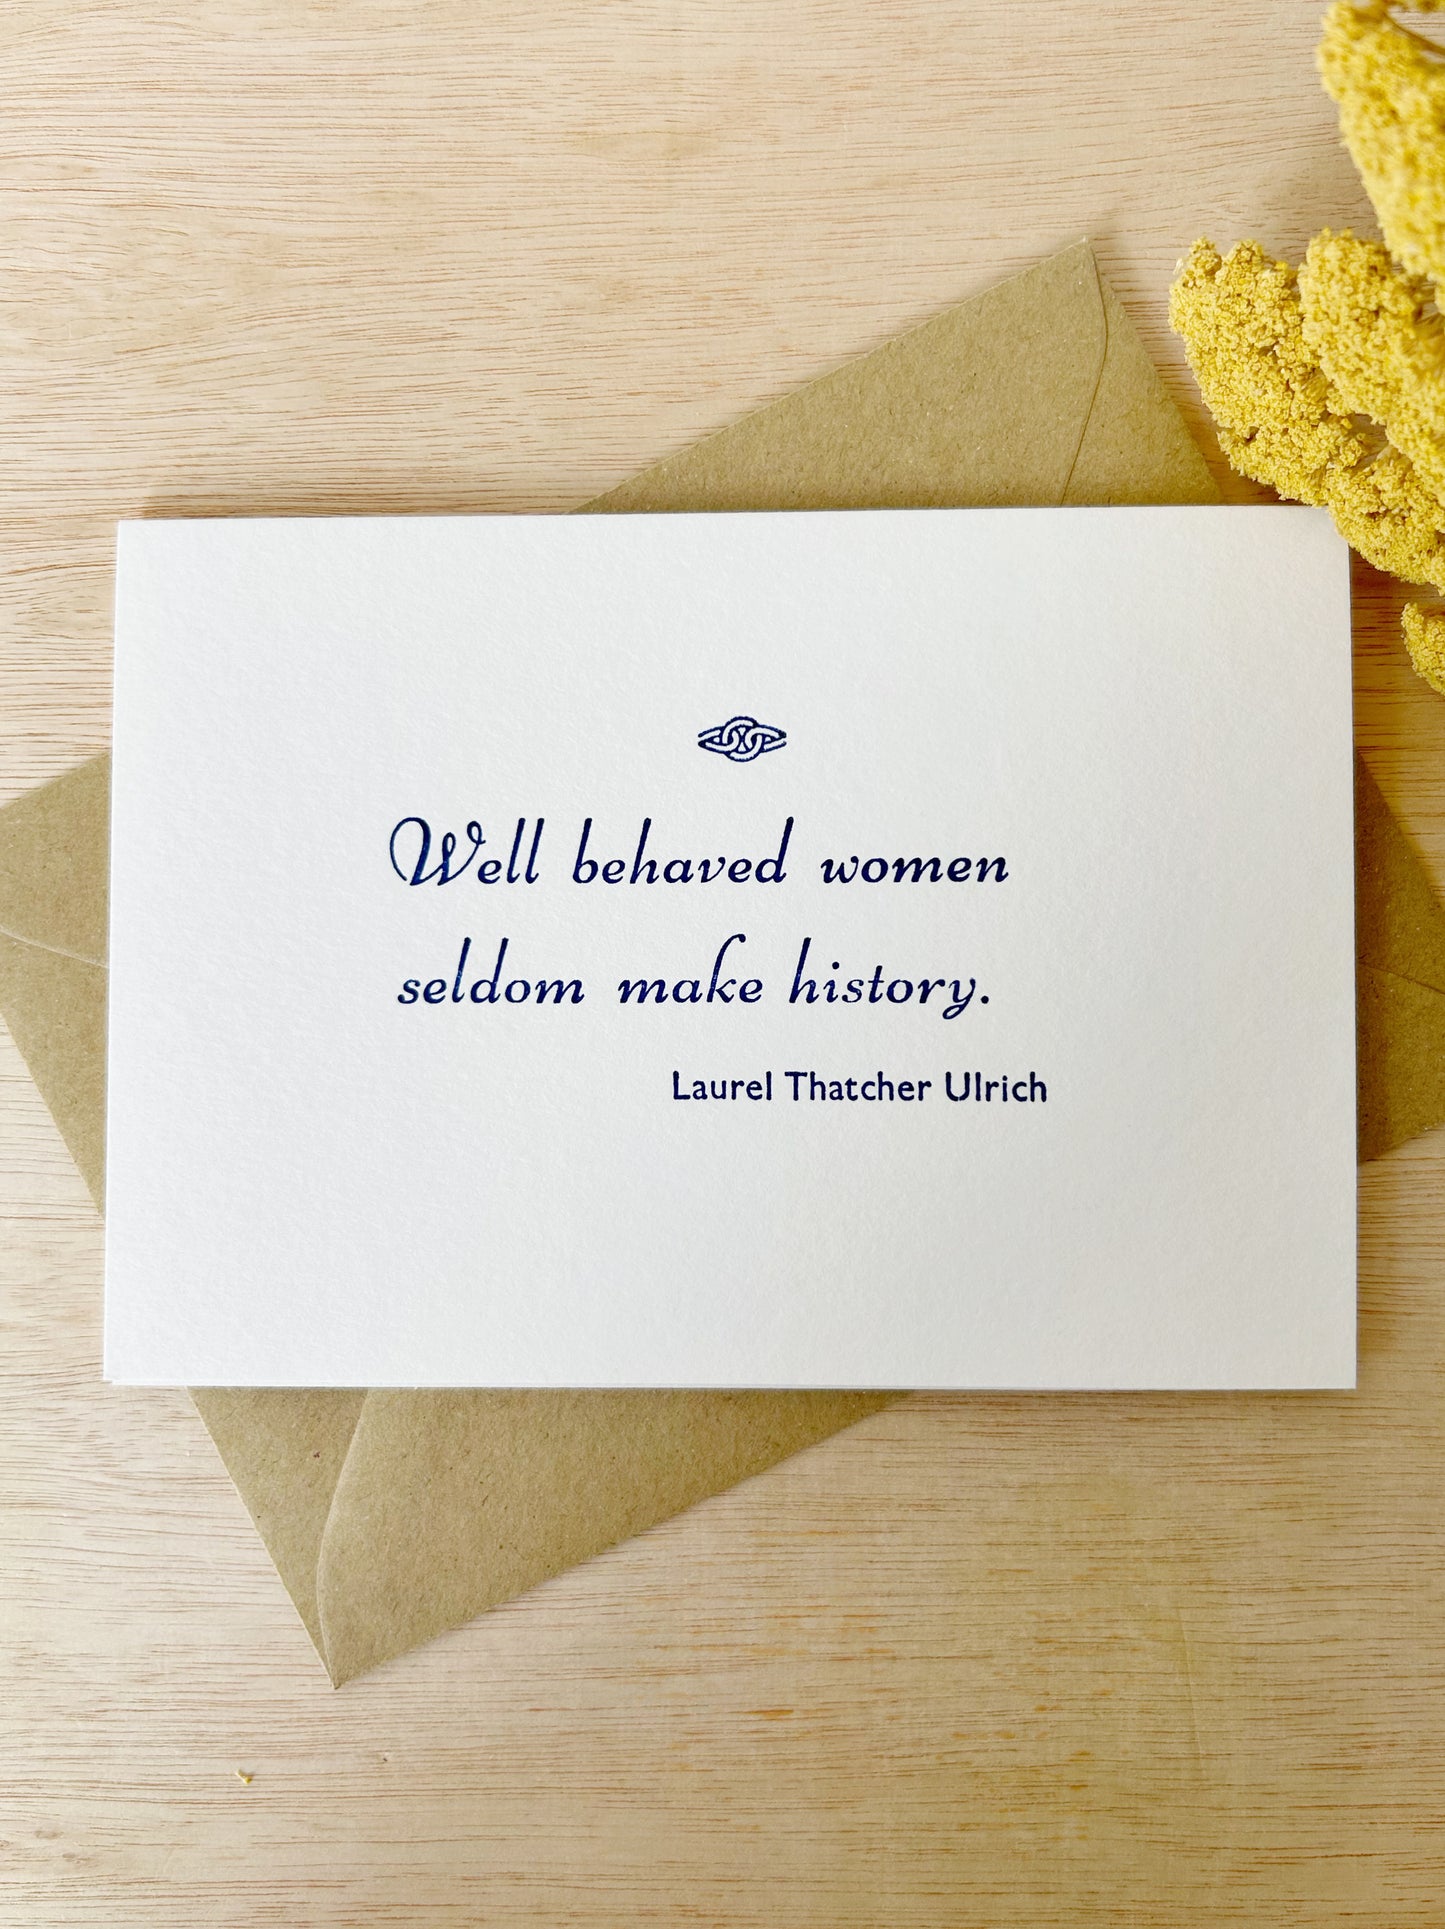 Well behaved women
seldom make history.
Laurel Thatcher Ulrich